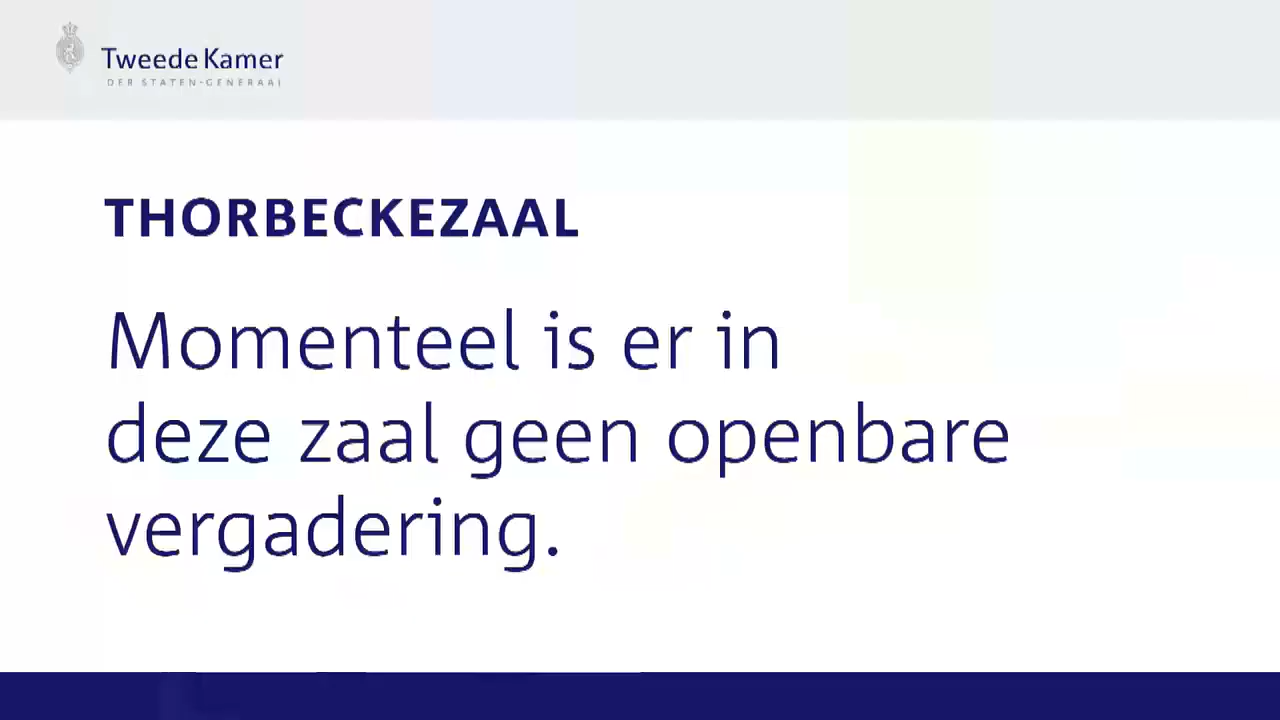 Tweede Kamer
DER STATEN-GENERAAL
THORBECKEZAAL
Momenteel is er in
deze zaal geen openbare
vergadering.